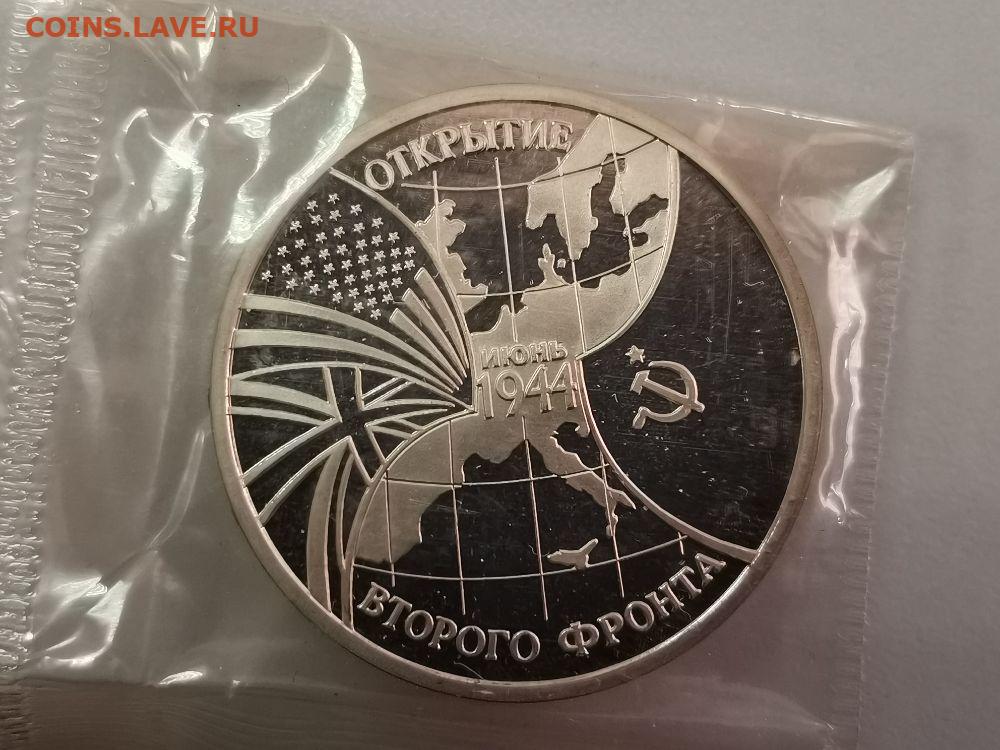 COINS.LAVE.RU
ОТКРЫТИЕ
ИЮНЬ
1944
ВТОРОГО ФРОНТА